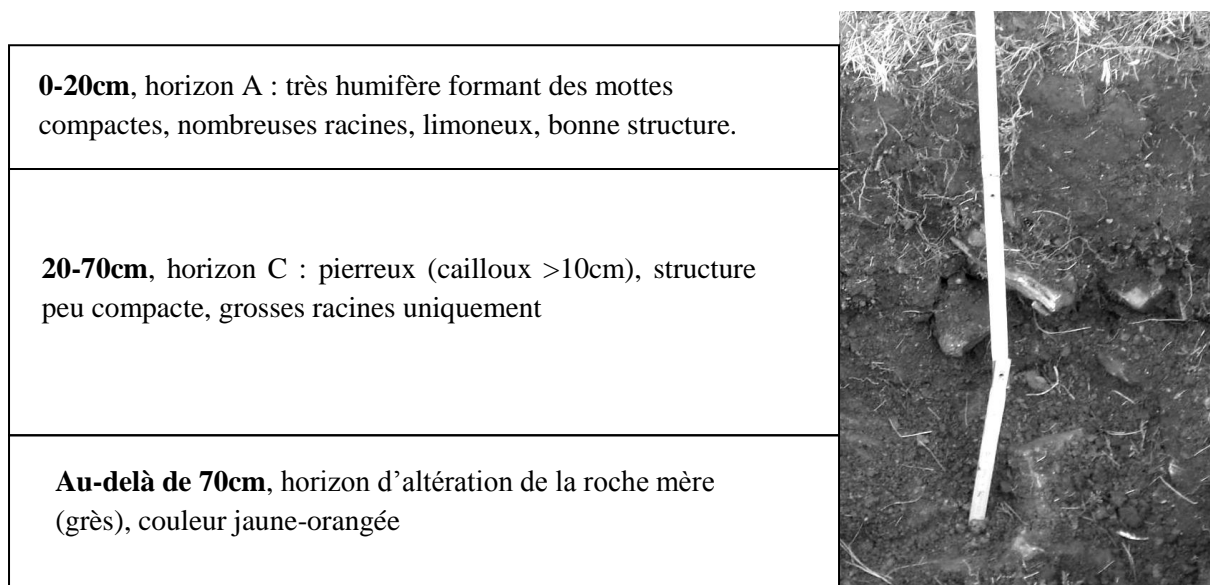 0-20cm, horizon A : très humifère formant des mottes
compactes, nombreuses racines, limoneux, bonne structure.
20-70cm, horizon C : pierreux (cailloux >10cm), structure
peu compacte, grosses racines uniquement
Au-delà de 70cm, horizon d'altération de la roche mère
(grès), couleur jaune-orangée